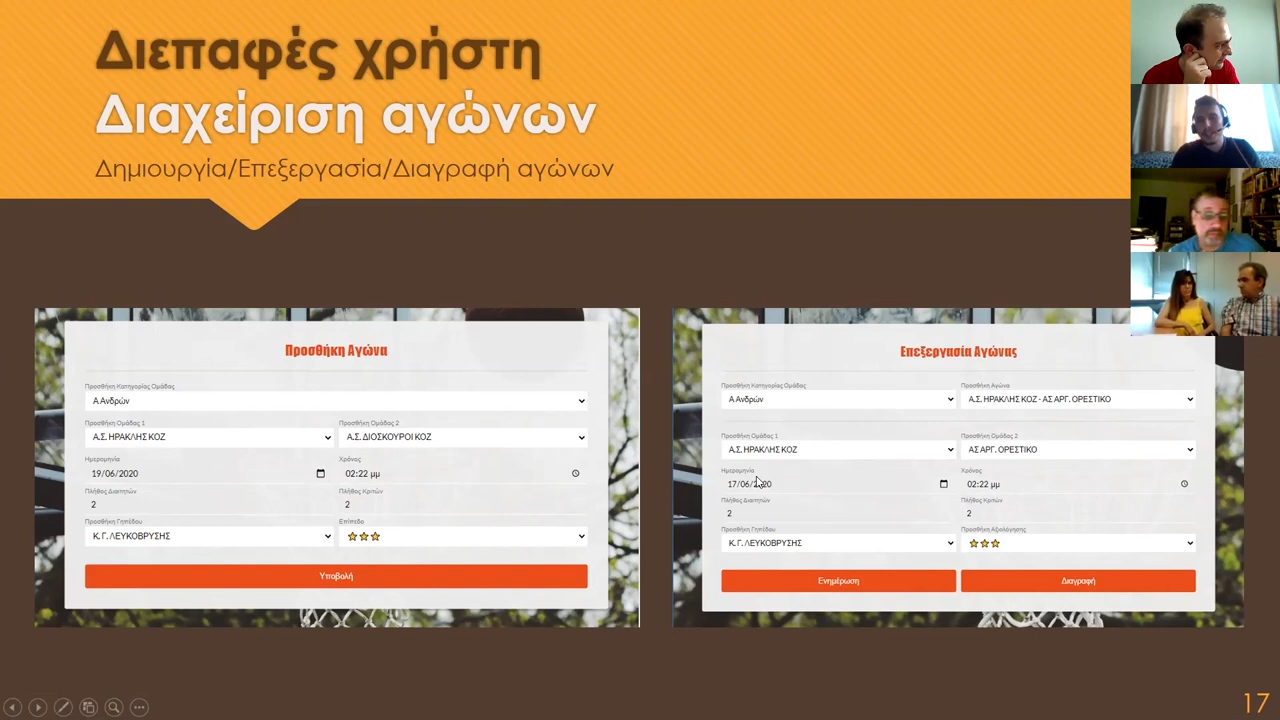 Διεπαφές χρήστη
Διαχείριση αγώνων
Δημιουργία/Επεξεργασία/Διαγραφή αγώνων
Προσθήκη Αγώνα
Προσθήκη Κατηγορίας Ομάδας
Α Ανδρών
Προσθήκη Ομάδας 1 Προσθήκη Ομάδας 2
Α.Σ. ΗΡΑΚΛΗΣ ΚΟΖ Α.Σ. ΔΙΟΣΚΟΥΡΟΙ ΚΟΖ
Ημερομηνία Χρόνος
19/06/2020 02:22 μμ
Πλήθος Διαιτητών Πλήθος Κριτών
2 2
Προσθήκη Γηπέδου Επίπεδο
Κ. Γ. ΛΕΥΚΟΒΡΥΣΗΣ
Υποβολή
Επεξεργασία Αγώνας
Προσθήκη Κατηγορίας Ομάδας Προσθήκη Αγώνα
Α Ανδρών Α.Σ. ΗΡΑΚΛΗΣ ΚΟΖ - ΑΣ ΑΡΓ. ΟΡΕΣΤΙΚΟ
Προσθήκη Ομάδας 1 Προσθήκη Ομάδας 2
Α.Σ. ΗΡΑΚΛΗΣ ΚΟΖ ΑΣ ΑΡΓ. ΟΡΕΣΤΙΚΟ
Ημερομηνία Χρόνος
17/06/2020 02:22 μμ
Πλήθος Διαιτητών Πλήθος Κριτών
2 2
Προσθήκη Γηπέδου Προσθήκη Αξιολόγησης
Κ. Γ. ΛΕΥΚΟΒΡΥΣΗΣ
Ενημέρωση Διαγραφή
17